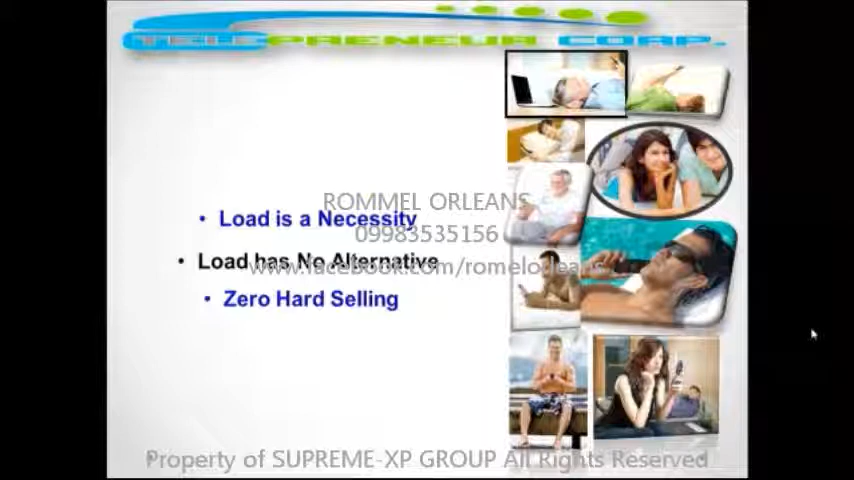 TELEPRENEUR CORP.
ROMMEL ORLEANS
• Load is a Necessity
09983535156
• Load has No Alternative
www.facebook.com/romelorleans
• Zero Hard Selling
Property of SUPREME-XP GROUP All Rights Reserved